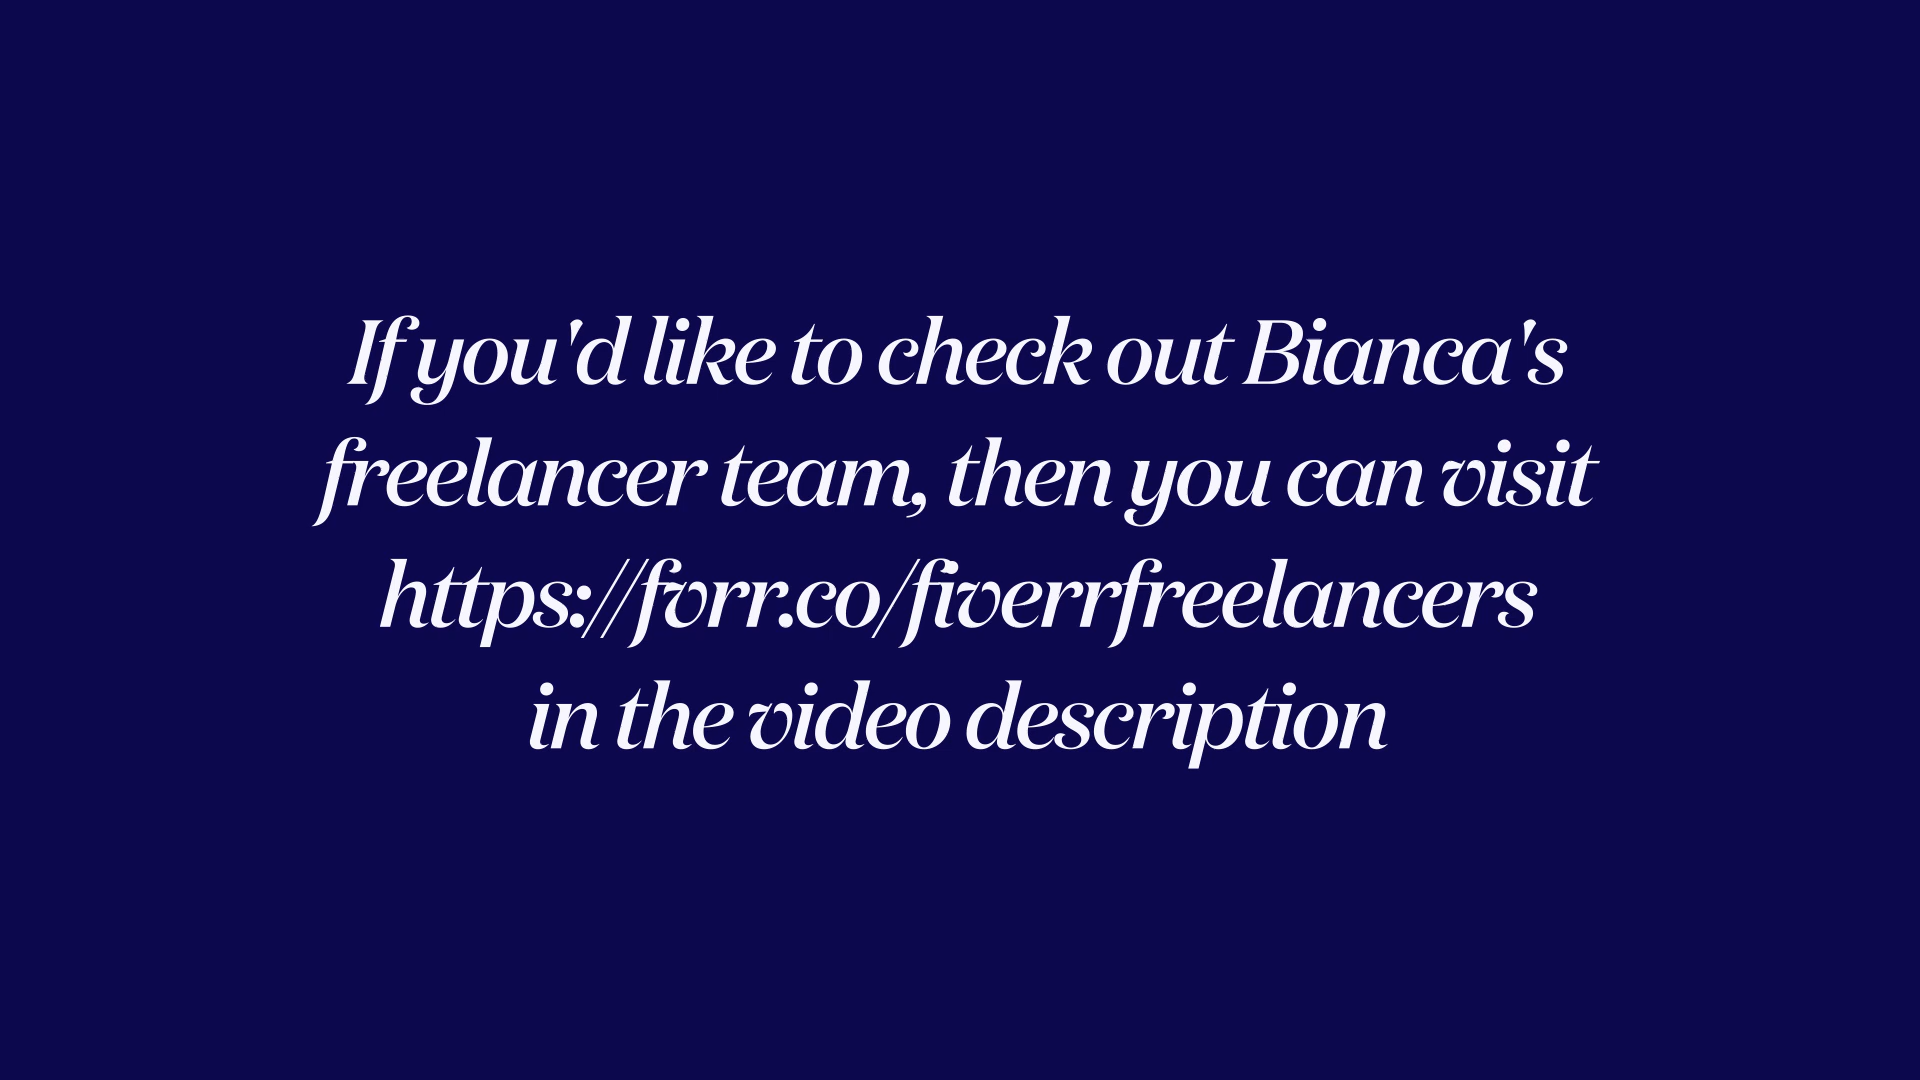 If you'd like to check out Bianca's
freelancer team, then you can visit
https://fvrr.co/fiverrfreelancers
in the video description